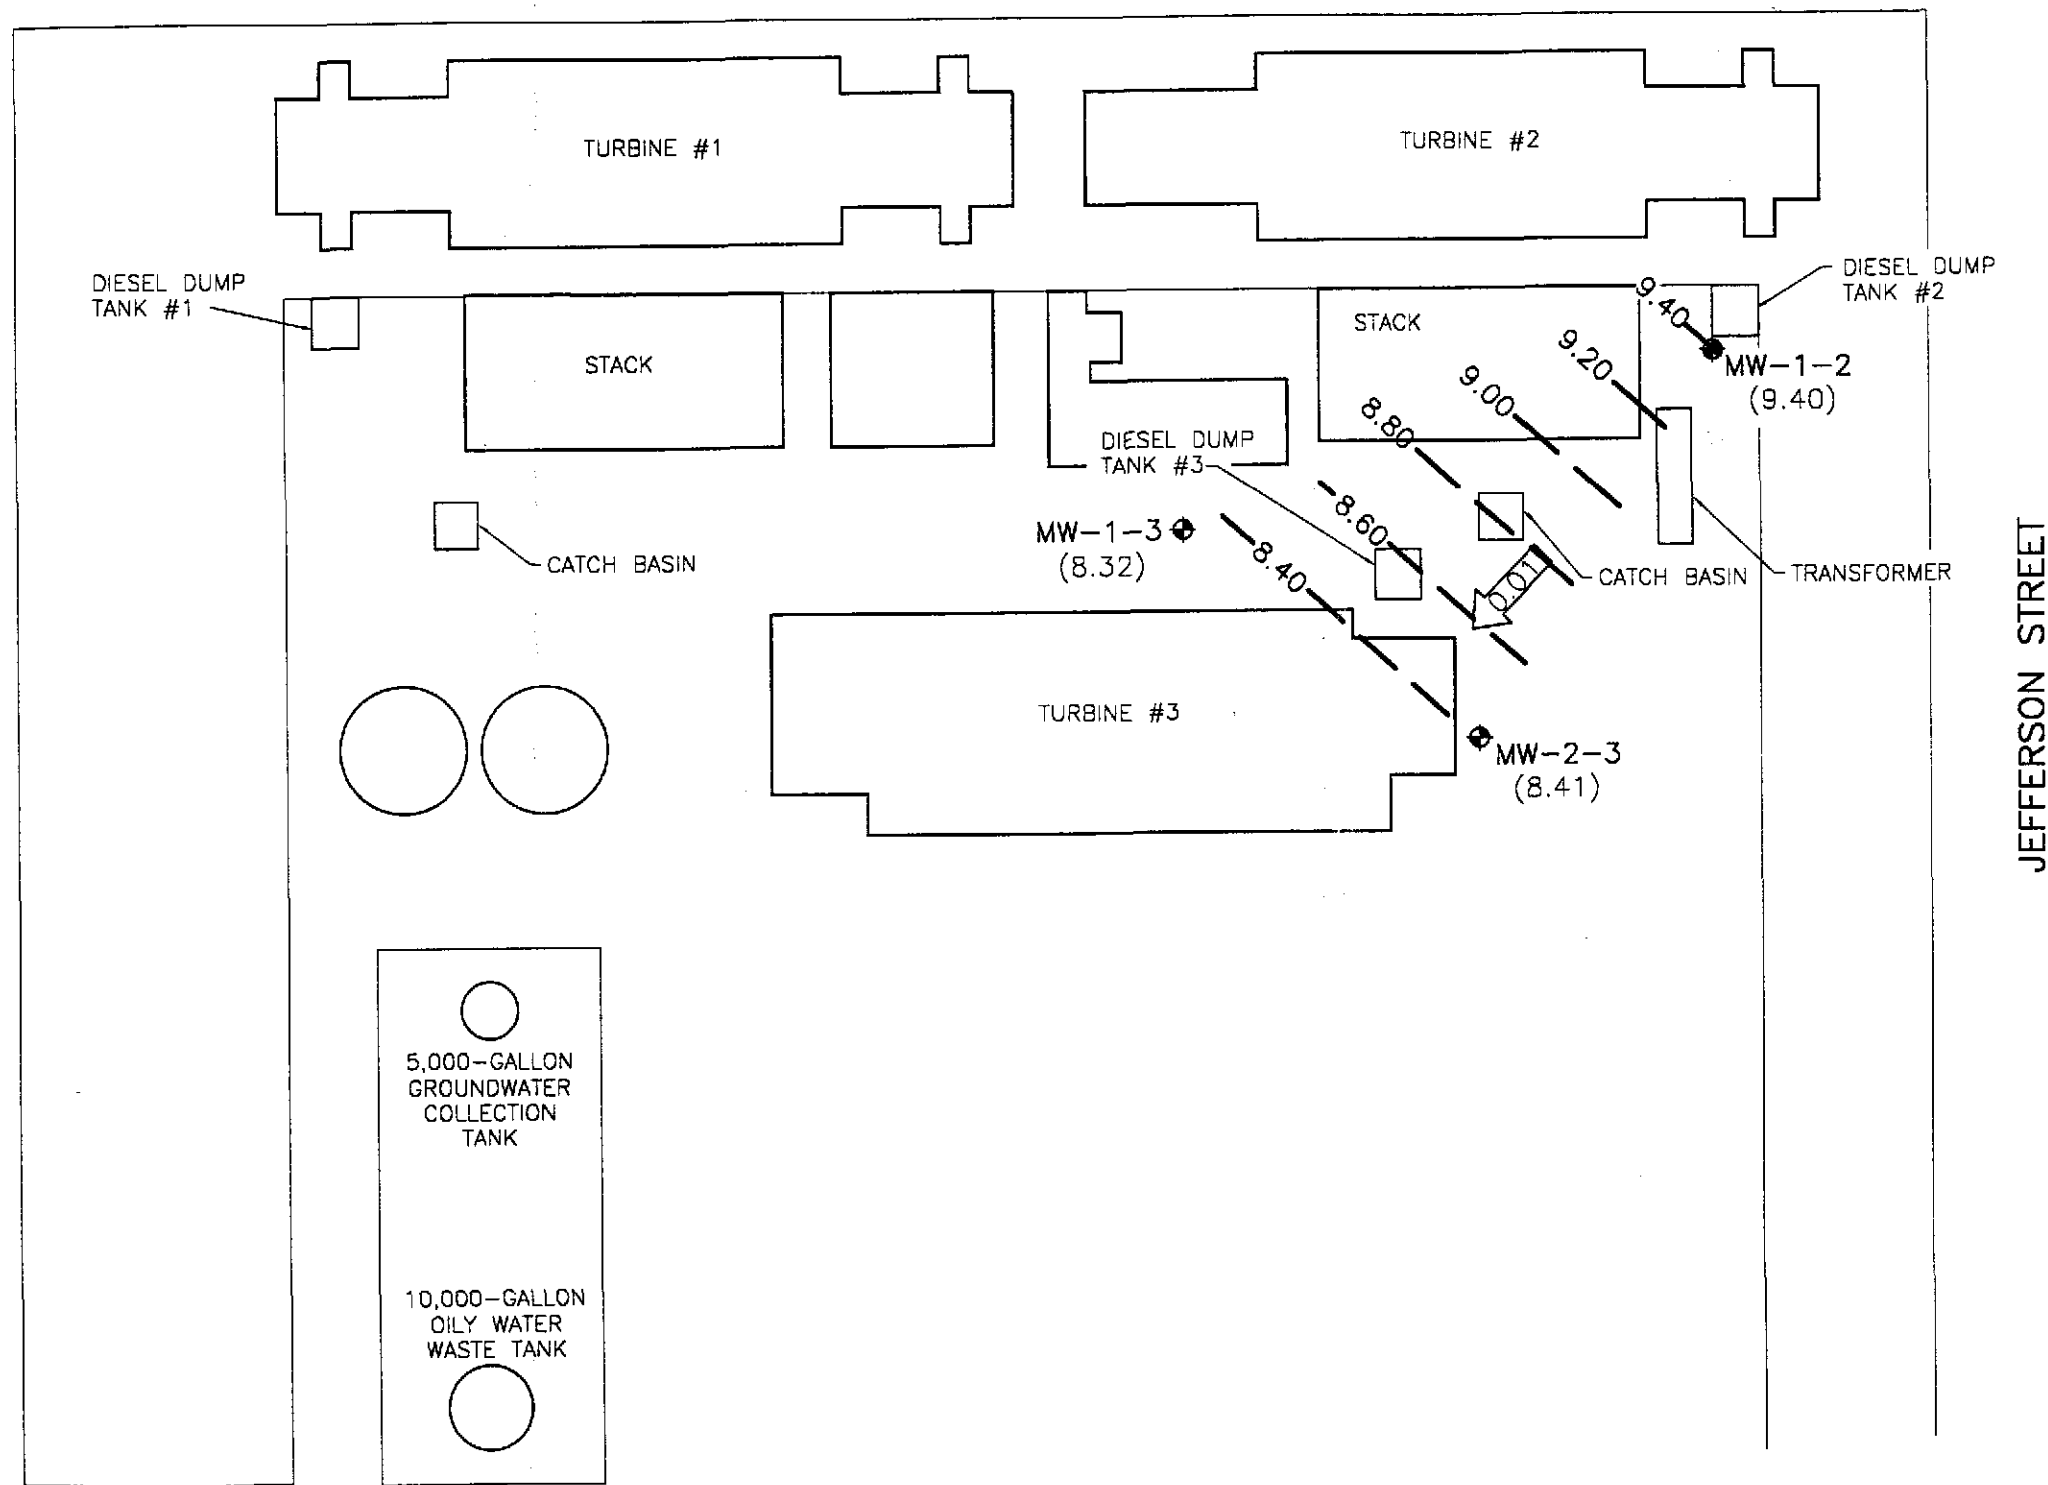 TURBINE #1
TURBINE #2
DIESEL DUMP
TANK #1
DIESEL DUMP
TANK #2
STACK
STACK
9.40
9.20
9.00
8.80
8.60
8.40
MW-1-2
(9.40)
DIESEL DUMP
TANK #3
MW-1-3
(8.32)
CATCH BASIN
CATCH BASIN
TRANSFORMER
0.01
TURBINE #3
MW-2-3
(8.41)
JEFFERSON STREET
5,000-GALLON
GROUNDWATER
COLLECTION
TANK
10,000-GALLON
OILY WATER
WASTE TANK